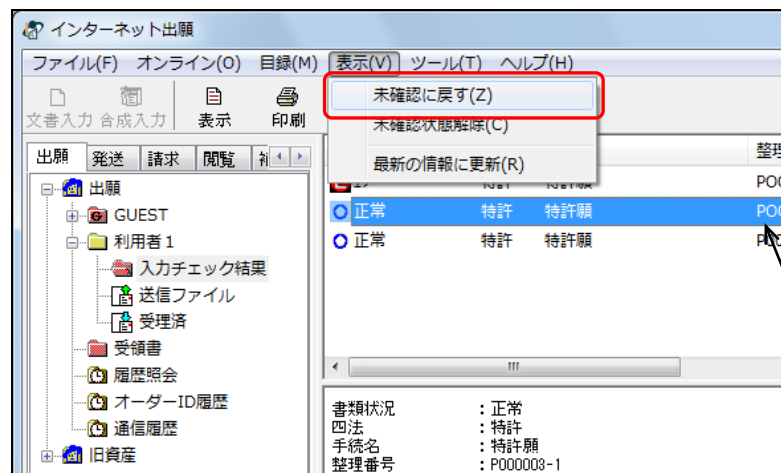 インターネット出願
ファイル(F) オンライン(O) 目録(M) 表示(V) ツール(T) ヘルプ(H)
未確認に戻す(Z)
未確認状態解除(C)
最新の情報に更新(R)
文書入力 合成入力 表示 印刷
出願 発送 請求 閲覧
整理
出願
GUEST
利用者1
入力チェック結果
送信ファイル
受理済
受領書
履歴照会
オーダーID履歴
通信履歴
旧資産
特許 特許願 P00
正常 特許 特許願 P00
正常 特許 特許願 P00
書類状況 :正常
四法 :特許
手続名 :特許願
整理番号 :P000003-1